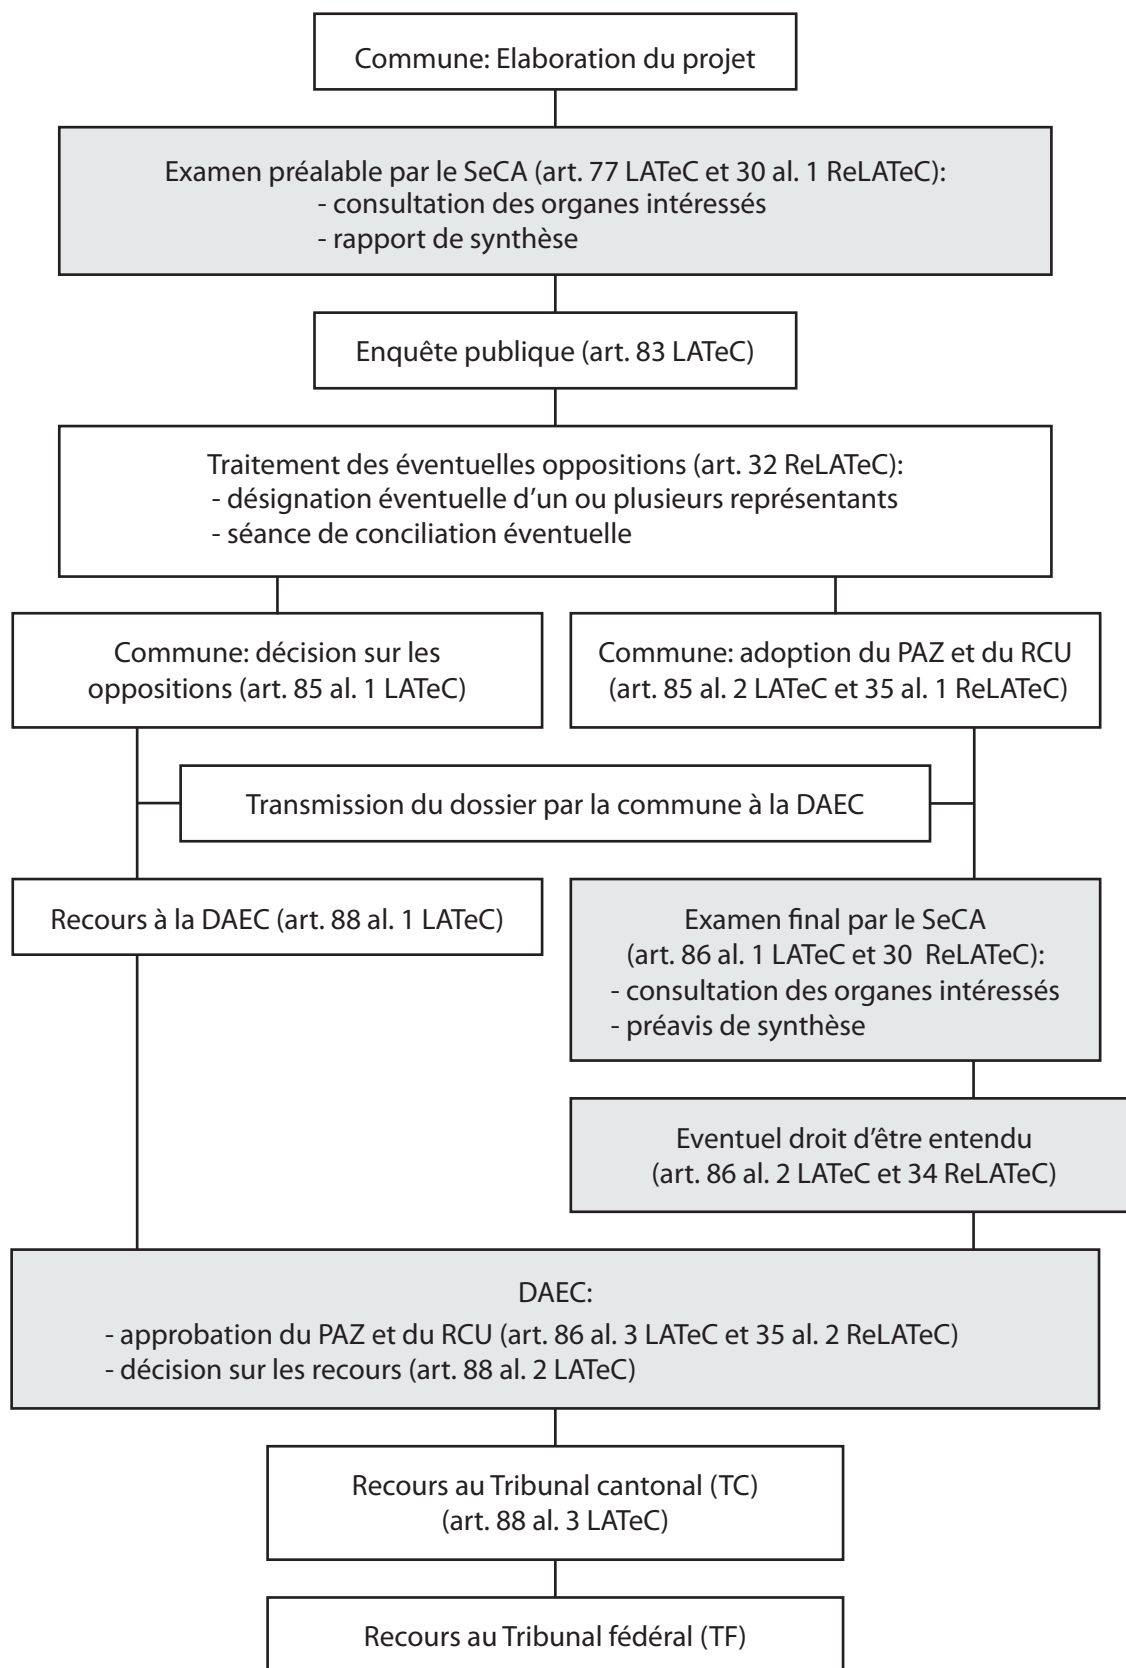 Commune: Elaboration du projet
Examen préalable par le SeCA (art. 77 LATeC et 30 al. 1 ReLATeC):
- consultation des organes intéressés
- rapport de synthèse
Enquête publique (art. 83 LATeC)
Traitement des éventuelles oppositions (art. 32 ReLATeC):
- désignation éventuelle d’un ou plusieurs représentants
- séance de conciliation éventuelle
Commune: décision sur les
oppositions (art. 85 al. 1 LATeC)
Commune: adoption du PAZ et du RCU
(art. 85 al. 2 LATeC et 35 al. 1 ReLATeC)
Transmission du dossier par la commune à la DAEC
Recours à la DAEC (art. 88 al. 1 LATeC)
Examen final par le SeCA
(art. 86 al. 1 LATeC et 30 ReLATeC):
- consultation des organes intéressés
- préavis de synthèse
Eventuel droit d’être entendu
(art. 86 al. 2 LATeC et 34 ReLATeC)
DAEC:
- approbation du PAZ et du RCU (art. 86 al. 3 LATeC et 35 al. 2 ReLATeC)
- décision sur les recours (art. 88 al. 2 LATeC)
Recours au Tribunal cantonal (TC)
(art. 88 al. 3 LATeC)
Recours au Tribunal fédéral (TF)